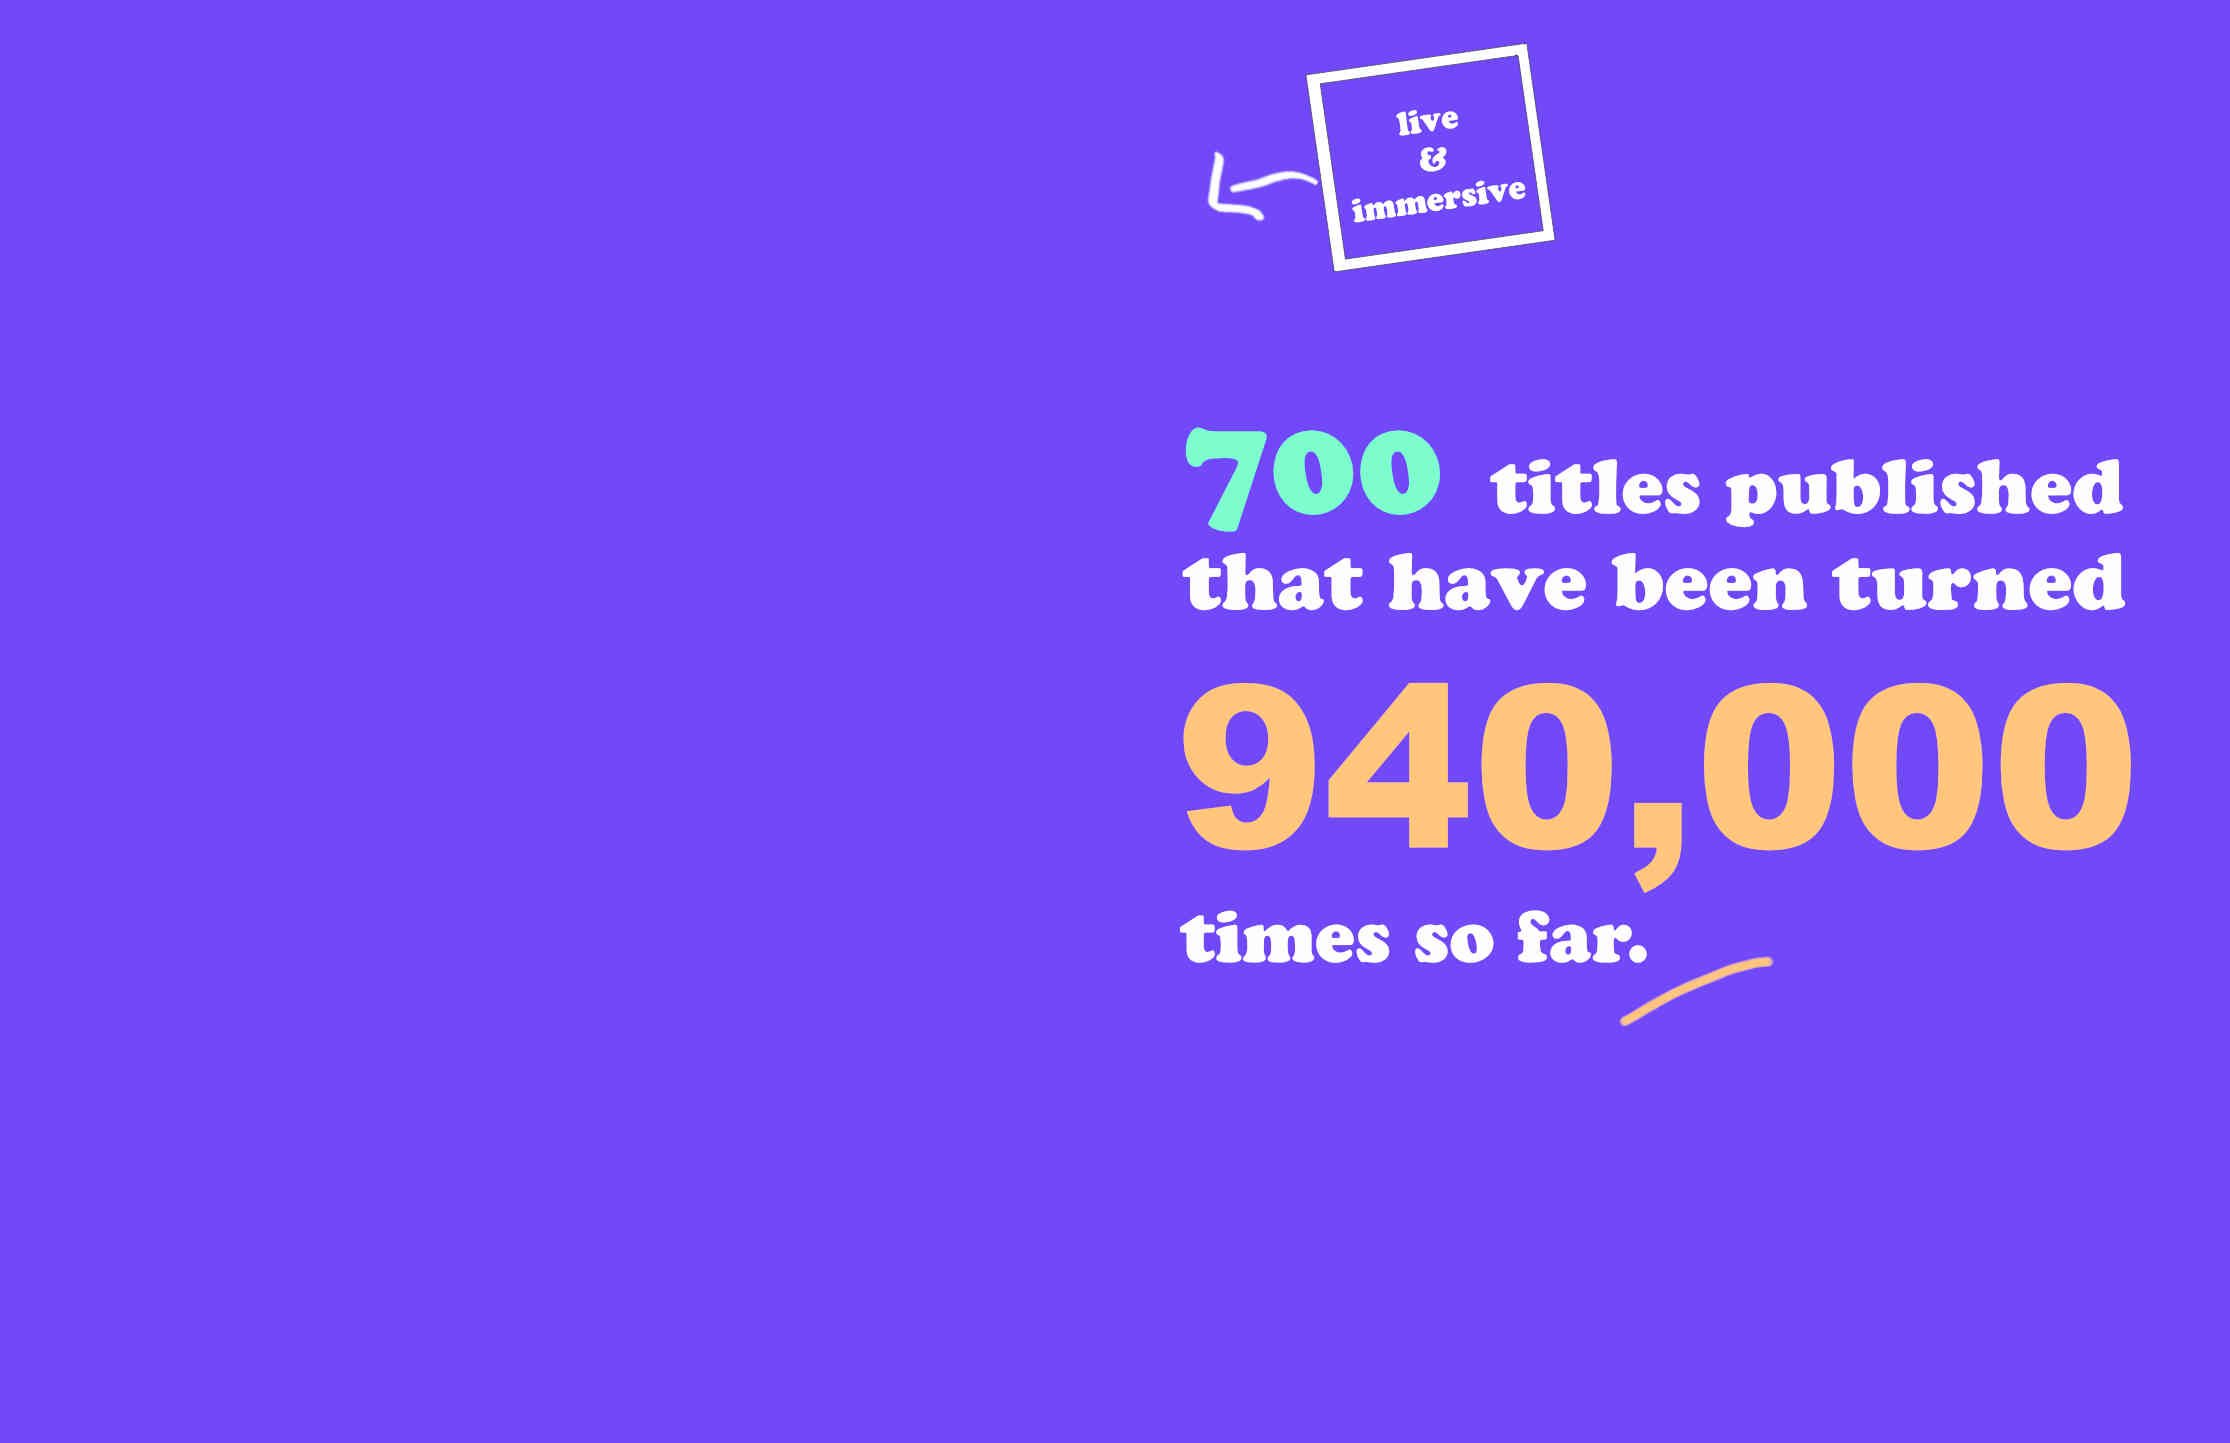 live
&
immersive
700 titles published
that have been turned
940,000
times so far.